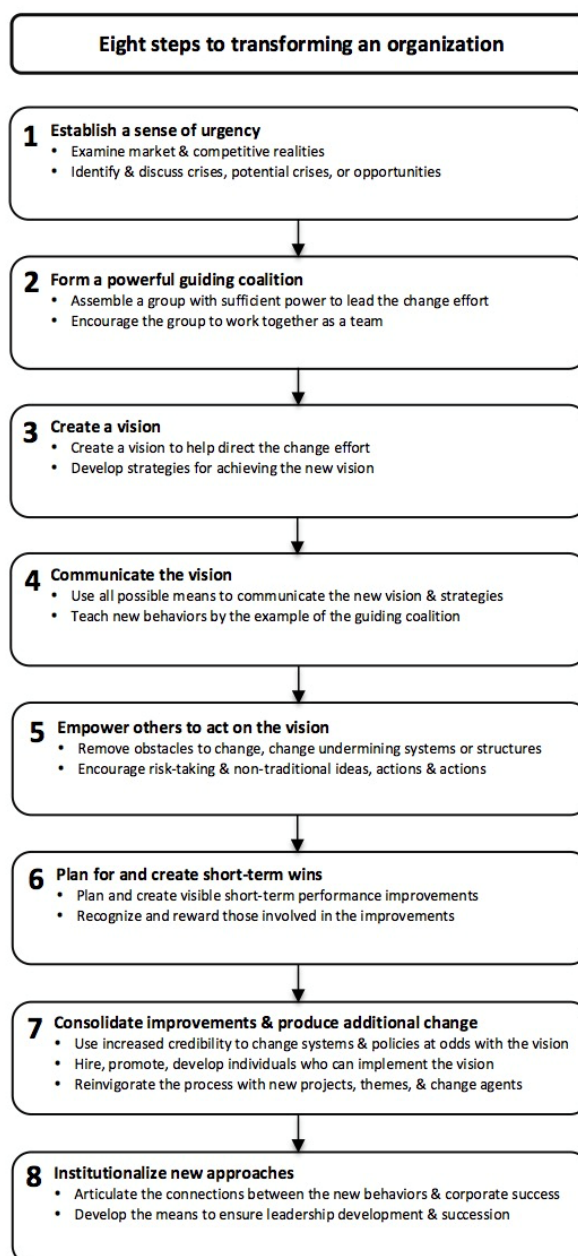 Eight steps to transforming an organization
1 Establish a sense of urgency
• Examine market & competitive realities
• Identify & discuss crises, potential crises, or opportunities
2 Form a powerful guiding coalition
• Assemble a group with sufficient power to lead the change effort
• Encourage the group to work together as a team
3 Create a vision
• Create a vision to help direct the change effort
• Develop strategies for achieving the new vision
4 Communicate the vision
• Use all possible means to communicate the new vision & strategies
• Teach new behaviors by the example of the guiding coalition
5 Empower others to act on the vision
• Remove obstacles to change, change undermining systems or structures
• Encourage risk-taking & non-traditional ideas, actions & actions
6 Plan for and create short-term wins
• Plan and create visible short-term performance improvements
• Recognize and reward those involved in the improvements
7 Consolidate improvements & produce additional change
• Use increased credibility to change systems & policies at odds with the vision
• Hire, promote, develop individuals who can implement the vision
• Reinvigorate the process with new projects, themes, & change agents
8 Institutionalize new approaches
• Articulate the connections between the new behaviors & corporate success
• Develop the means to ensure leadership development & succession